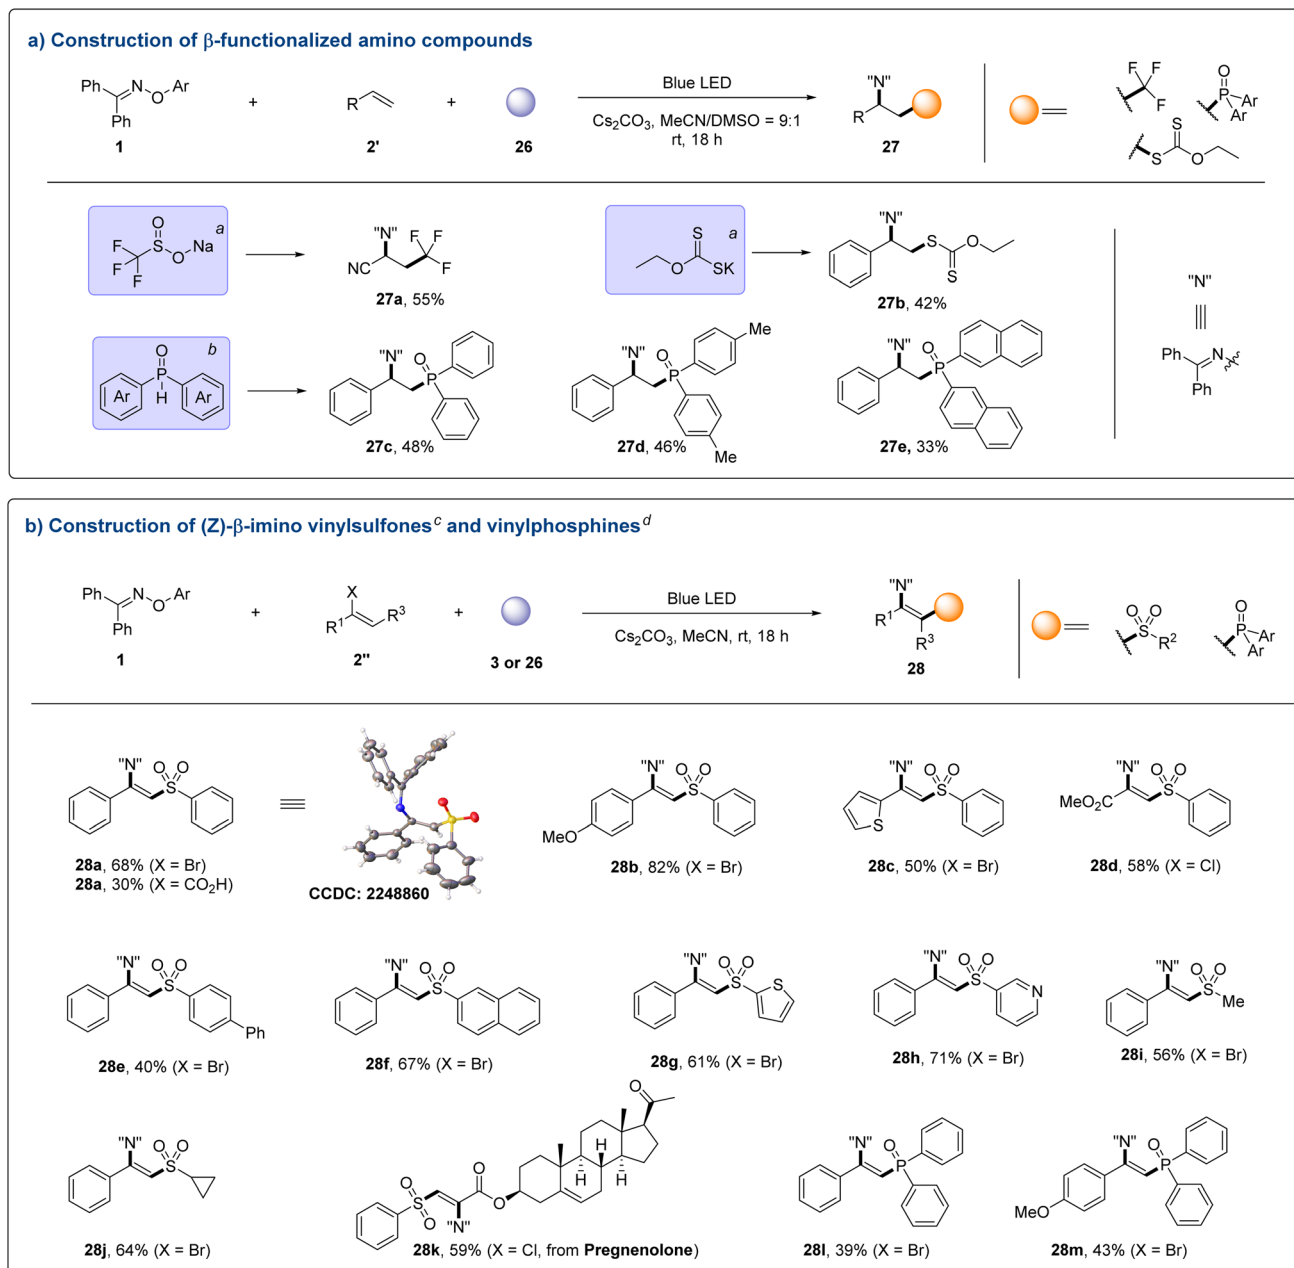 a) Construction of β-functionalized amino compounds
Ph N O Ar
Ph
1
+
R
2'
+
26
Blue LED
Cs2CO3, MeCN/DMSO = 9:1
rt, 18 h
"N"
R
27
F F F
O P Ar Ar
S S O
O S O Na F F F a
"N" NC F F F
27a, 55%
S O SK a
"N" S O S
27b, 42%
"N"
Ph N
Ph
O P H Ar Ar b
"N" O P
27c, 48%
"N" O P Me Me
27d, 46%
"N" O P
27e, 33%
b) Construction of (Z)-β-imino vinylsulfones c and vinylphosphines d
Ph N O Ar
Ph
1
+
X
R1 R3
2''
+
3 or 26
Blue LED
Cs2CO3, MeCN, rt, 18 h
"N"
R1
R3
28
O O S R2
O P Ar Ar
"N" O O S
28a, 68% (X = Br)
28a, 30% (X = CO2H)
CCDC: 2248860
"N" O O S MeO
28b, 82% (X = Br)
"N" O O S S
28c, 50% (X = Br)
"N" O O S MeO2C
28d, 58% (X = Cl)
"N" O O S Ph
28e, 40% (X = Br)
"N" O O S
28f, 67% (X = Br)
"N" O O S S
28g, 61% (X = Br)
"N" O O S N
28h, 71% (X = Br)
"N" O O S Me
28i, 56% (X = Br)
"N" O O S
28j, 64% (X = Br)
O H H H O O O S O "N"
28k, 59% (X = Cl, from Pregnenolone)
"N" O P
28l, 39% (X = Br)
"N" O P MeO
28m, 43% (X = Br)